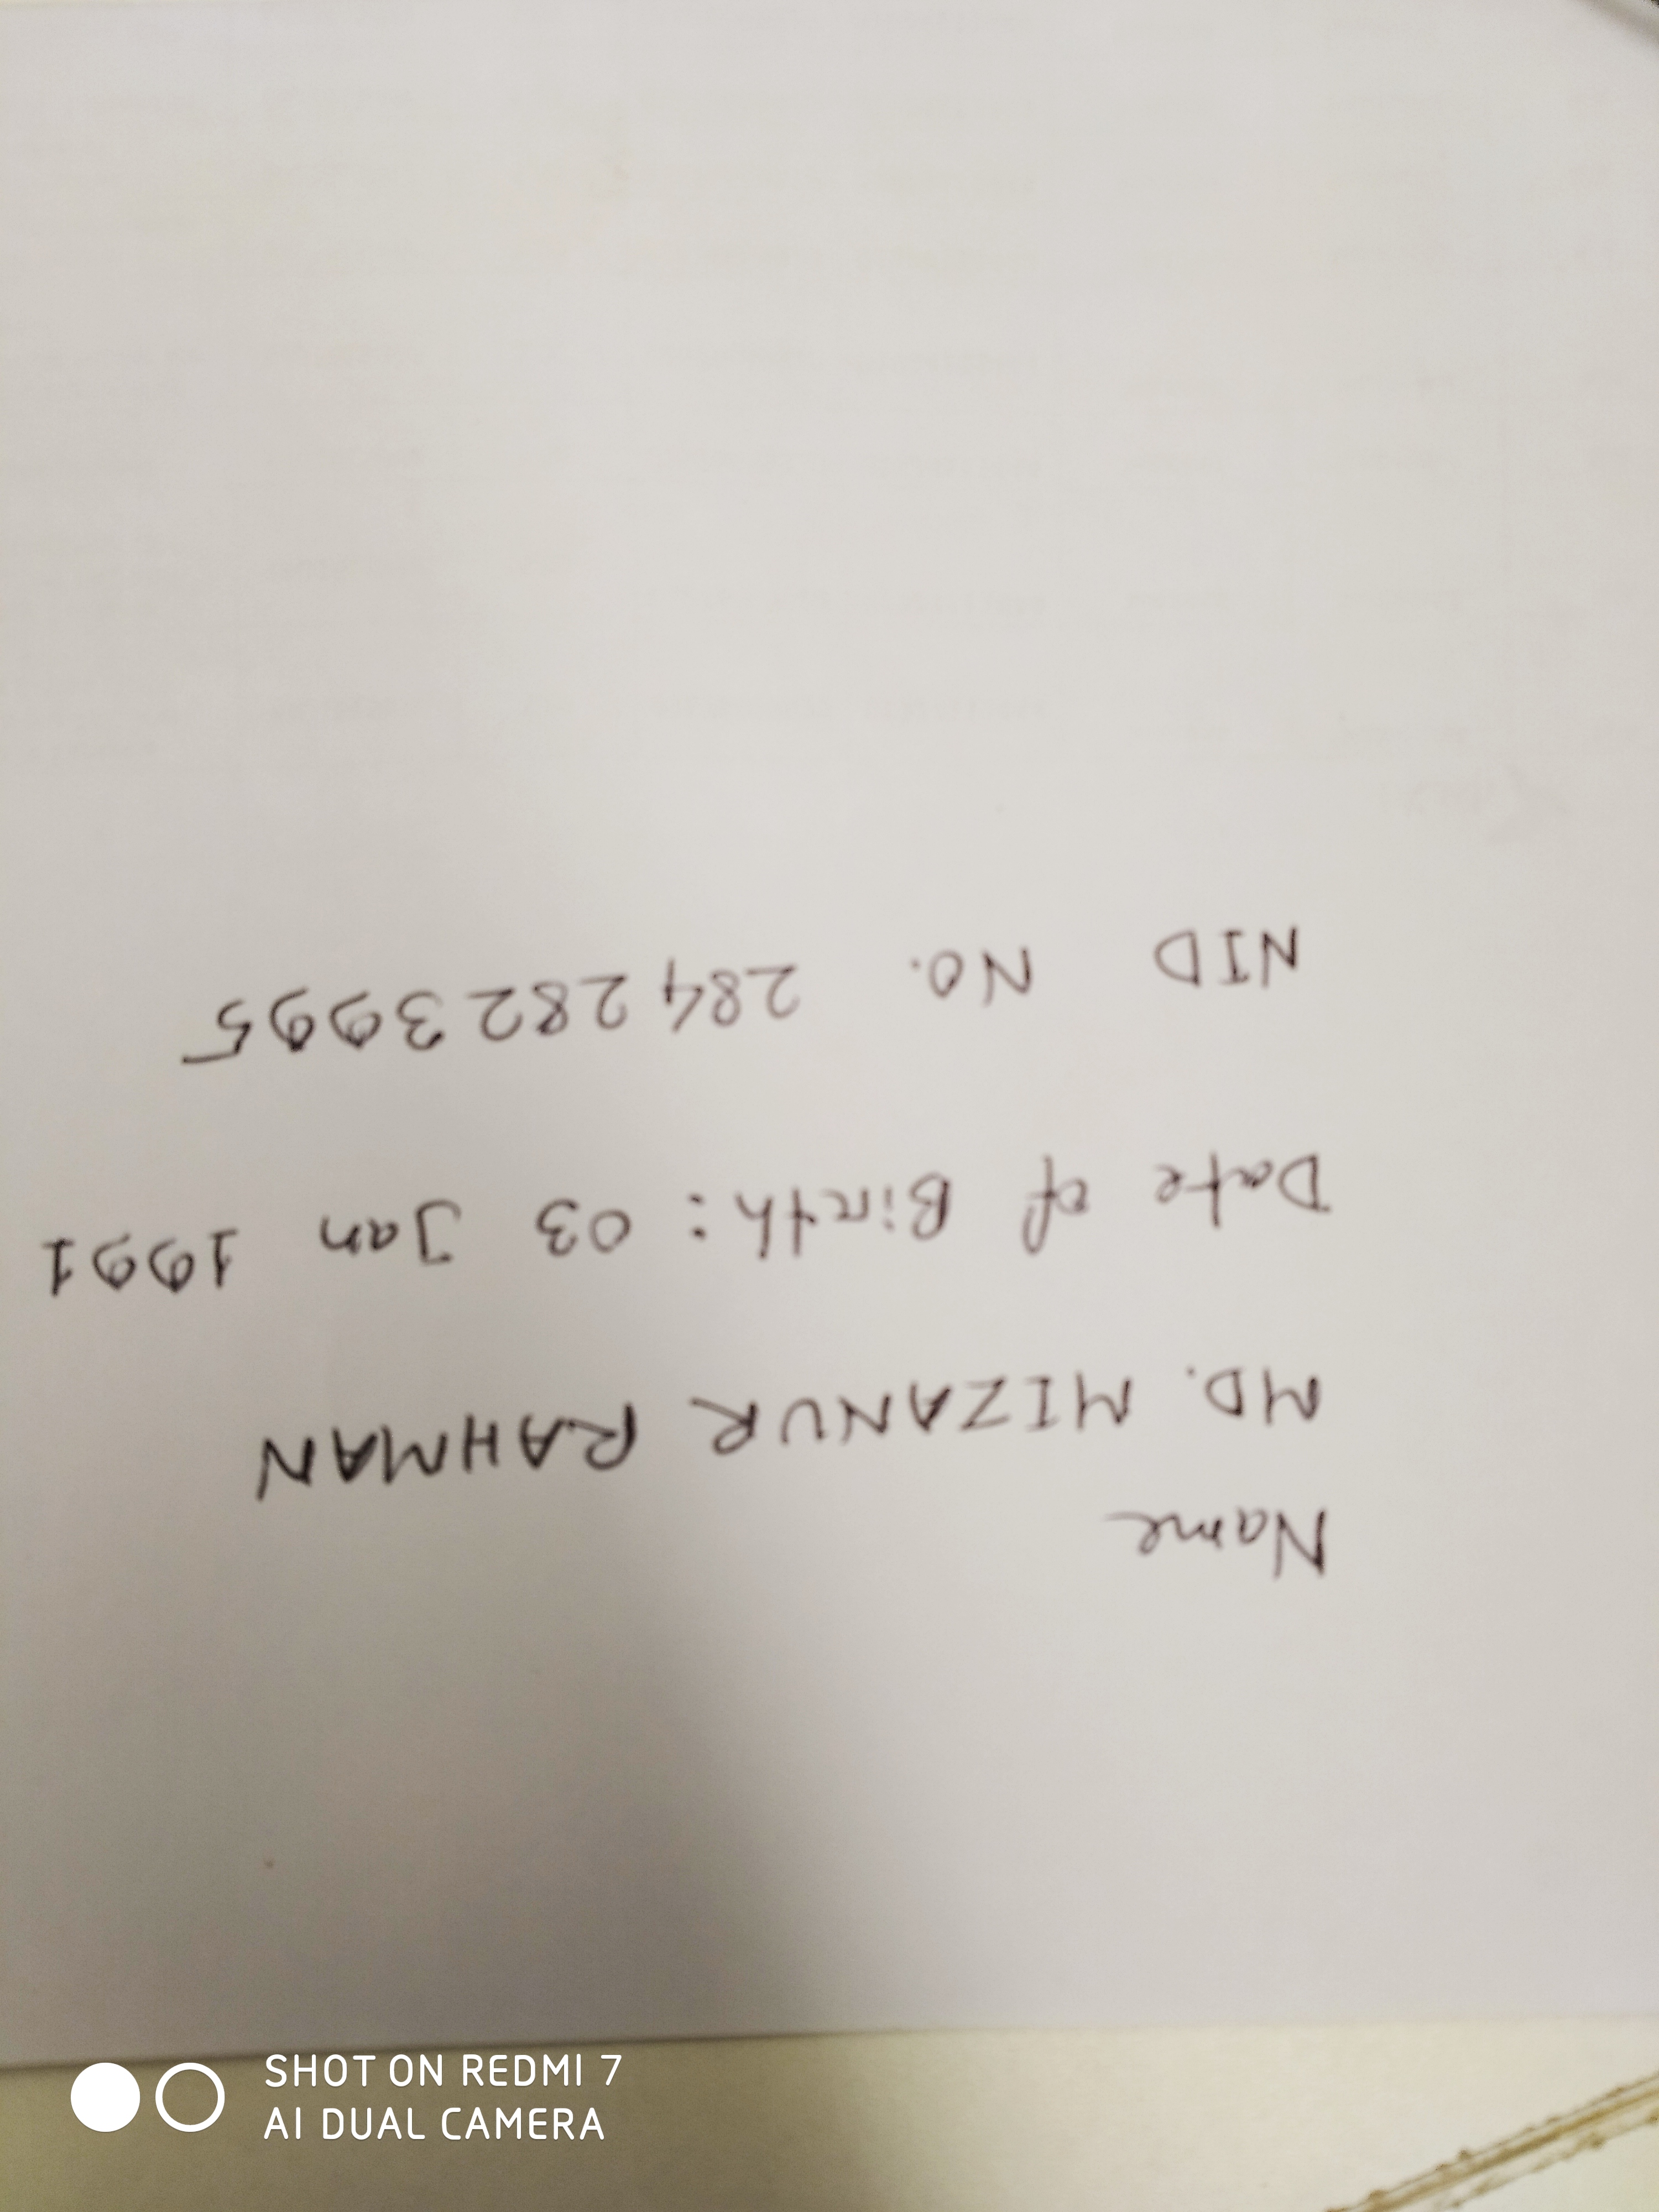 Name
MD. MIZANUR RAHMAN
Date of Birth: 03 Jan 1991
NID No. 2842823995
SHOT ON REDMI 7
AI DUAL CAMERA